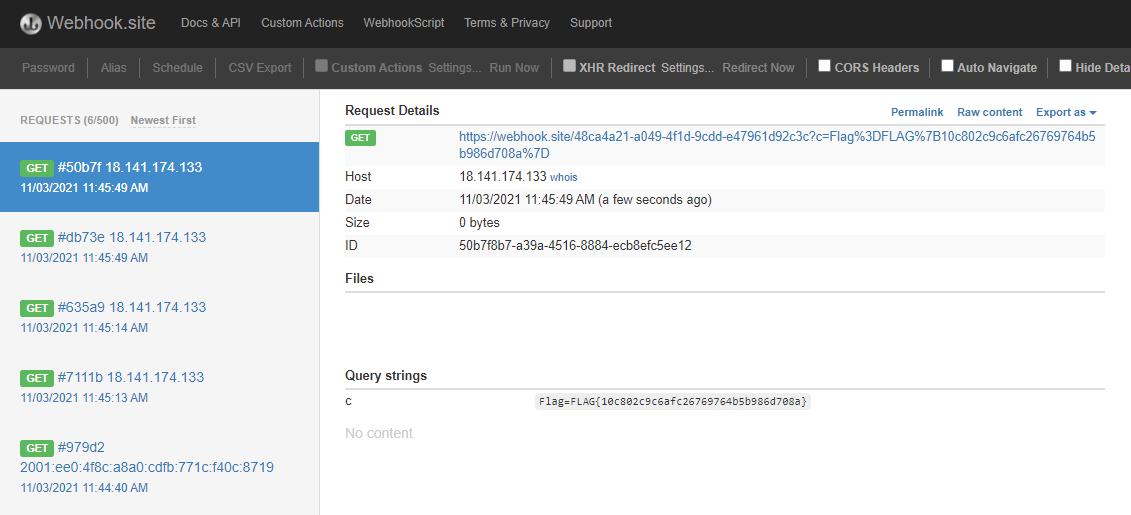 Webhook.site Docs & API Custom Actions WebhookScript Terms & Privacy Support
Password Alias Schedule CSV Export Custom Actions Settings... Run Now XHR Redirect Settings... Redirect Now CORS Headers Auto Navigate Hide Deta
REQUESTS (6/500) Newest First
GET #50b7f 18.141.174.133
11/03/2021 11:45:49 AM
GET #db73e 18.141.174.133
11/03/2021 11:45:49 AM
GET #635a9 18.141.174.133
11/03/2021 11:45:14 AM
GET #7111b 18.141.174.133
11/03/2021 11:45:13 AM
GET #979d2
2001:ee0:4f8c:a8a0:cdfb:771c:f40c:8719
11/03/2021 11:44:40 AM
Request Details Permalink Raw content Export as
GET https://webhook.site/48ca4a21-a049-4f1d-9cdd-e47961d92c3c?c=Flag%3DFLAG%7B10c802c9c6afc26769764b5
b986d708a%7D
Host 18.141.174.133 whois
Date 11/03/2021 11:45:49 AM (a few seconds ago)
Size 0 bytes
ID 50b7f8b7-a39a-4516-8884-ecb8efc5ee12
Files
Query strings
c Flag=FLAG{10c802c9c6afc26769764b5b986d708a}
No content